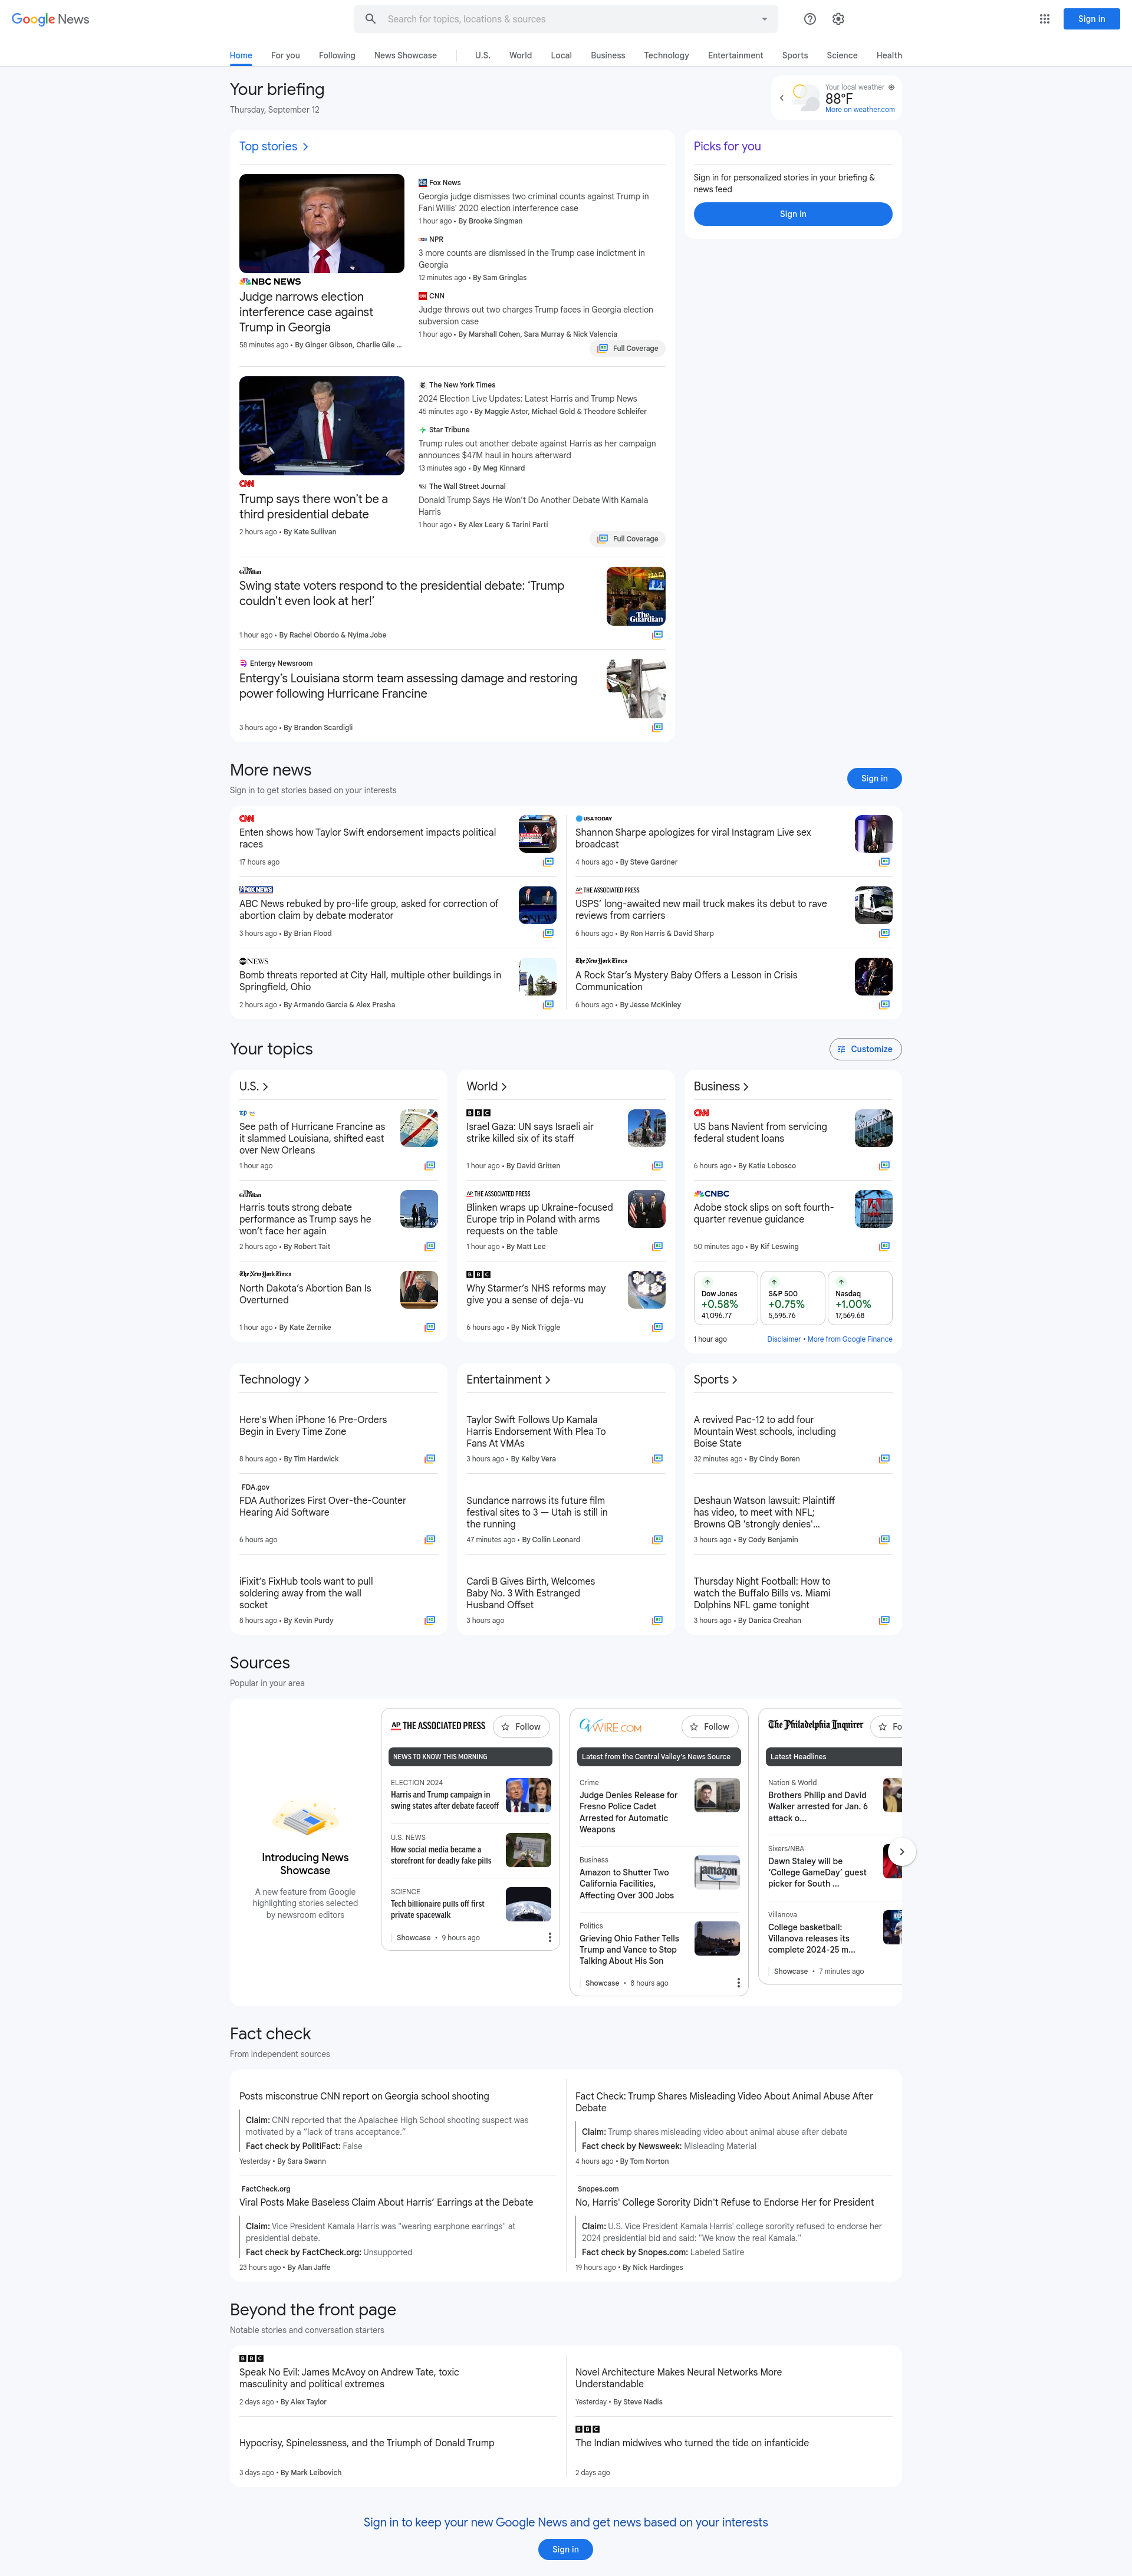 Google News
Search for topics, locations & sources
Sign in
Home
For you
Following
News Showcase
U.S.
World
Local
Business
Technology
Entertainment
Sports
Science
Health
Your briefing
Thursday, September 12
Your local weather
88°F
More on weather.com
Top stories
NBC NEWS
Judge narrows election
interference case against
Trump in Georgia
58 minutes ago • By Ginger Gibson, Charlie Gile ...
Fox News
Georgia judge dismisses two criminal counts against Trump in
Fani Willis' 2020 election interference case
1 hour ago • By Brooke Singman
NPR
3 more counts are dismissed in the Trump case indictment in
Georgia
12 minutes ago • By Sam Gringlas
CNN
Judge throws out two charges Trump faces in Georgia election
subversion case
1 hour ago • By Marshall Cohen, Sara Murray & Nick Valencia
Full Coverage
Picks for you
Sign in for personalized stories in your briefing &
news feed
Sign in
CNN
Trump says there won't be a
third presidential debate
2 hours ago • By Kate Sullivan
The New York Times
2024 Election Live Updates: Latest Harris and Trump News
45 minutes ago • By Maggie Astor, Michael Gold & Theodore Schleifer
Star Tribune
Trump rules out another debate against Harris as her campaign
announces $47M haul in hours afterward
13 minutes ago • By Meg Kinnard
The Wall Street Journal
Donald Trump Says He Won't Do Another Debate With Kamala
Harris
1 hour ago • By Alex Leary & Tarini Parti
Full Coverage
The Guardian
Swing state voters respond to the presidential debate: 'Trump
couldn't even look at her!'
1 hour ago • By Rachel Obordo & Nyima Jobe
The Guardian
Entergy Newsroom
Entergy's Louisiana storm team assessing damage and restoring
power following Hurricane Francine
3 hours ago • By Brandon Scardigli
More news
Sign in to get stories based on your interests
Sign in
CNN
Enten shows how Taylor Swift endorsement impacts political
races
17 hours ago
USA TODAY
Shannon Sharpe apologizes for viral Instagram Live sex
broadcast
4 hours ago • By Steve Gardner
FOX NEWS
ABC News rebuked by pro-life group, asked for correction of
abortion claim by debate moderator
3 hours ago • By Brian Flood
AP THE ASSOCIATED PRESS
USPS' long-awaited new mail truck makes its debut to rave
reviews from carriers
6 hours ago • By Ron Harris & David Sharp
abc NEWS
Bomb threats reported at City Hall, multiple other buildings in
Springfield, Ohio
2 hours ago • By Armando García & Alex Presha
The New York Times
A Rock Star's Mystery Baby Offers a Lesson in Crisis
Communication
6 hours ago • By Jesse McKinley
Your topics
Customize
U.S.
See path of Hurricane Francine as
it slammed Louisiana, shifted east
over New Orleans
1 hour ago
The Guardian
Harris touts strong debate
performance as Trump says he
won't face her again
2 hours ago • By Robert Tait
The New York Times
North Dakota's Abortion Ban Is
Overturned
1 hour ago • By Kate Zernike
World
BBC
Israel Gaza: UN says Israeli air
strike killed six of its staff
1 hour ago • By David Gritten
AP THE ASSOCIATED PRESS
Blinken wraps up Ukraine-focused
Europe trip in Poland with arms
requests on the table
1 hour ago • By Matt Lee
BBC
Why Starmer's NHS reforms may
give you a sense of deja-vu
6 hours ago • By Nick Triggle
Business
CNN
US bans Navient from servicing
federal student loans
6 hours ago • By Katie Lobosco
CNBC
Adobe stock slips on soft fourth-
quarter revenue guidance
50 minutes ago • By Kif Leswing
Dow Jones
+0.58%
41,096.77
S&P 500
+0.75%
5,595.76
Nasdaq
+1.00%
17,569.68
1 hour ago
Disclaimer • More from Google Finance
Technology
Here's When iPhone 16 Pre-Orders
Begin in Every Time Zone
8 hours ago • By Tim Hardwick
FDA.gov
FDA Authorizes First Over-the-Counter
Hearing Aid Software
6 hours ago
iFixit's FixHub tools want to pull
soldering away from the wall
socket
8 hours ago • By Kevin Purdy
Entertainment
Taylor Swift Follows Up Kamala
Harris Endorsement With Plea To
Fans At VMAs
3 hours ago • By Kelby Vera
Sundance narrows its future film
festival sites to 3 — Utah is still in
the running
47 minutes ago • By Collin Leonard
Cardi B Gives Birth, Welcomes
Baby No. 3 With Estranged
Husband Offset
3 hours ago
Sports
A revived Pac-12 to add four
Mountain West schools, including
Boise State
32 minutes ago • By Cindy Boren
Deshaun Watson lawsuit: Plaintiff
has video, to meet with NFL;
Browns QB 'strongly denies'...
3 hours ago • By Cody Benjamin
Thursday Night Football: How to
watch the Buffalo Bills vs. Miami
Dolphins NFL game tonight
3 hours ago • By Danica Creahan
Sources
Popular in your area
Introducing News
Showcase
A new feature from Google
highlighting stories selected
by newsroom editors
AP THE ASSOCIATED PRESS
Follow
NEWS TO KNOW THIS MORNING
ELECTION 2024
Harris and Trump campaign in
swing states after debate faceoff
U.S. NEWS
How social media became a
storefront for deadly fake pills
SCIENCE
Tech billionaire pulls off first
private spacewalk
Showcase • 9 hours ago
GV WIRE.COM
Follow
Latest from the Central Valley's News Source
Crime
Judge Denies Release for
Fresno Police Cadet
Arrested for Automatic
Weapons
Business
Amazon to Shutter Two
California Facilities,
Affecting Over 300 Jobs
amazon
Politics
Grieving Ohio Father Tells
Trump and Vance to Stop
Talking About His Son
Showcase • 8 hours ago
The Philadelphia Inquirer
Fo
Latest Headlines
Nation & World
Brothers Philip and David
Walker arrested for Jan. 6
attack o...
Sixers/NBA
Dawn Staley will be
'College GameDay' guest
picker for South ...
Villanova
College basketball:
Villanova releases its
complete 2024-25 m...
Showcase • 7 minutes ago
Fact check
From independent sources
Posts misconstrue CNN report on Georgia school shooting
Claim: CNN reported that the Apalachee High School shooting suspect was
motivated by a "lack of trans acceptance."
Fact check by PolitiFact: False
Yesterday • By Sara Swann
Fact Check: Trump Shares Misleading Video About Animal Abuse After
Debate
Claim: Trump shares misleading video about animal abuse after debate
Fact check by Newsweek: Misleading Material
4 hours ago • By Tom Norton
FactCheck.org
Viral Posts Make Baseless Claim About Harris' Earrings at the Debate
Claim: Vice President Kamala Harris was "wearing earphone earrings" at
presidential debate.
Fact check by FactCheck.org: Unsupported
23 hours ago • By Alan Jaffe
Snopes.com
No, Harris' College Sorority Didn't Refuse to Endorse Her for President
Claim: U.S. Vice President Kamala Harris' college sorority refused to endorse her
2024 presidential bid and said: "We know the real Kamala."
Fact check by Snopes.com: Labeled Satire
19 hours ago • By Nick Hardinges
Beyond the front page
Notable stories and conversation starters
BBC
Speak No Evil: James McAvoy on Andrew Tate, toxic
masculinity and political extremes
2 days ago • By Alex Taylor
Novel Architecture Makes Neural Networks More
Understandable
Yesterday • By Steve Nadis
Hypocrisy, Spinelessness, and the Triumph of Donald Trump
3 days ago • By Mark Leibovich
BBC
The Indian midwives who turned the tide on infanticide
2 days ago
Sign in to keep your new Google News and get news based on your interests
Sign in